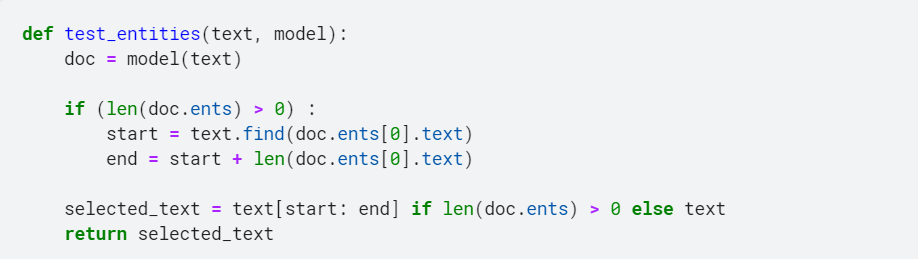 def test_entities(text, model):
    doc = model(text)

    if (len(doc.ents) > 0) :
        start = text.find(doc.ents[0].text)
        end = start + len(doc.ents[0].text)

    selected_text = text[start: end] if len(doc.ents) > 0 else text
    return selected_text